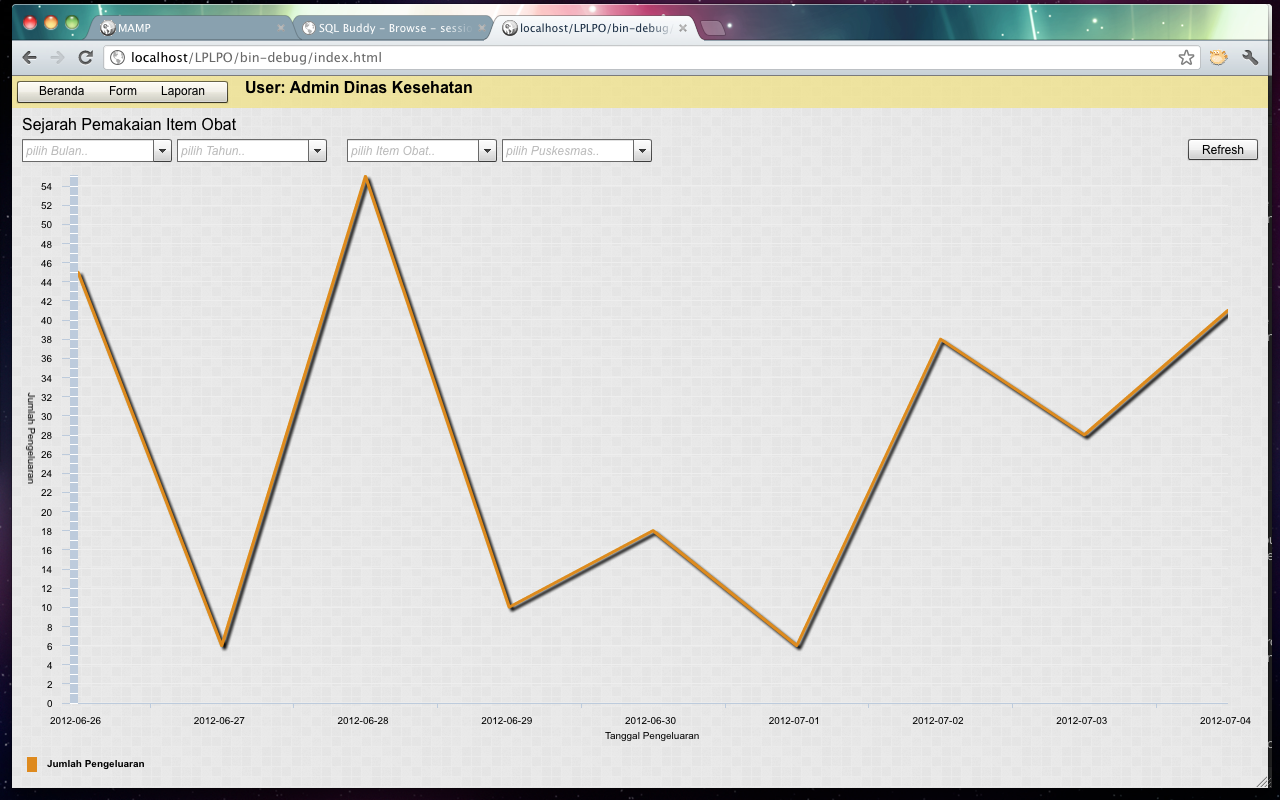 MAMP
SQL Buddy – Browse – sessio
localhost/LPLPO/bin-debug/
localhost/LPLPO/bin-debug/index.html
Beranda Form Laporan
User: Admin Dinas Kesehatan
Sejarah Pemakaian Item Obat
pilih Bulan.. pilih Tahun.. pilih Item Obat.. pilih Puskesmas.. Refresh
54
52
50
48
46
44
42
40
38
36
34
32
30
28
26
24
22
20
18
16
14
12
10
8
6
4
2
0
Jumlah Pengeluaran
2012-06-26 2012-06-27 2012-06-28 2012-06-29 2012-06-30 2012-07-01 2012-07-02 2012-07-03 2012-07-04
Tanggal Pengeluaran
Jumlah Pengeluaran